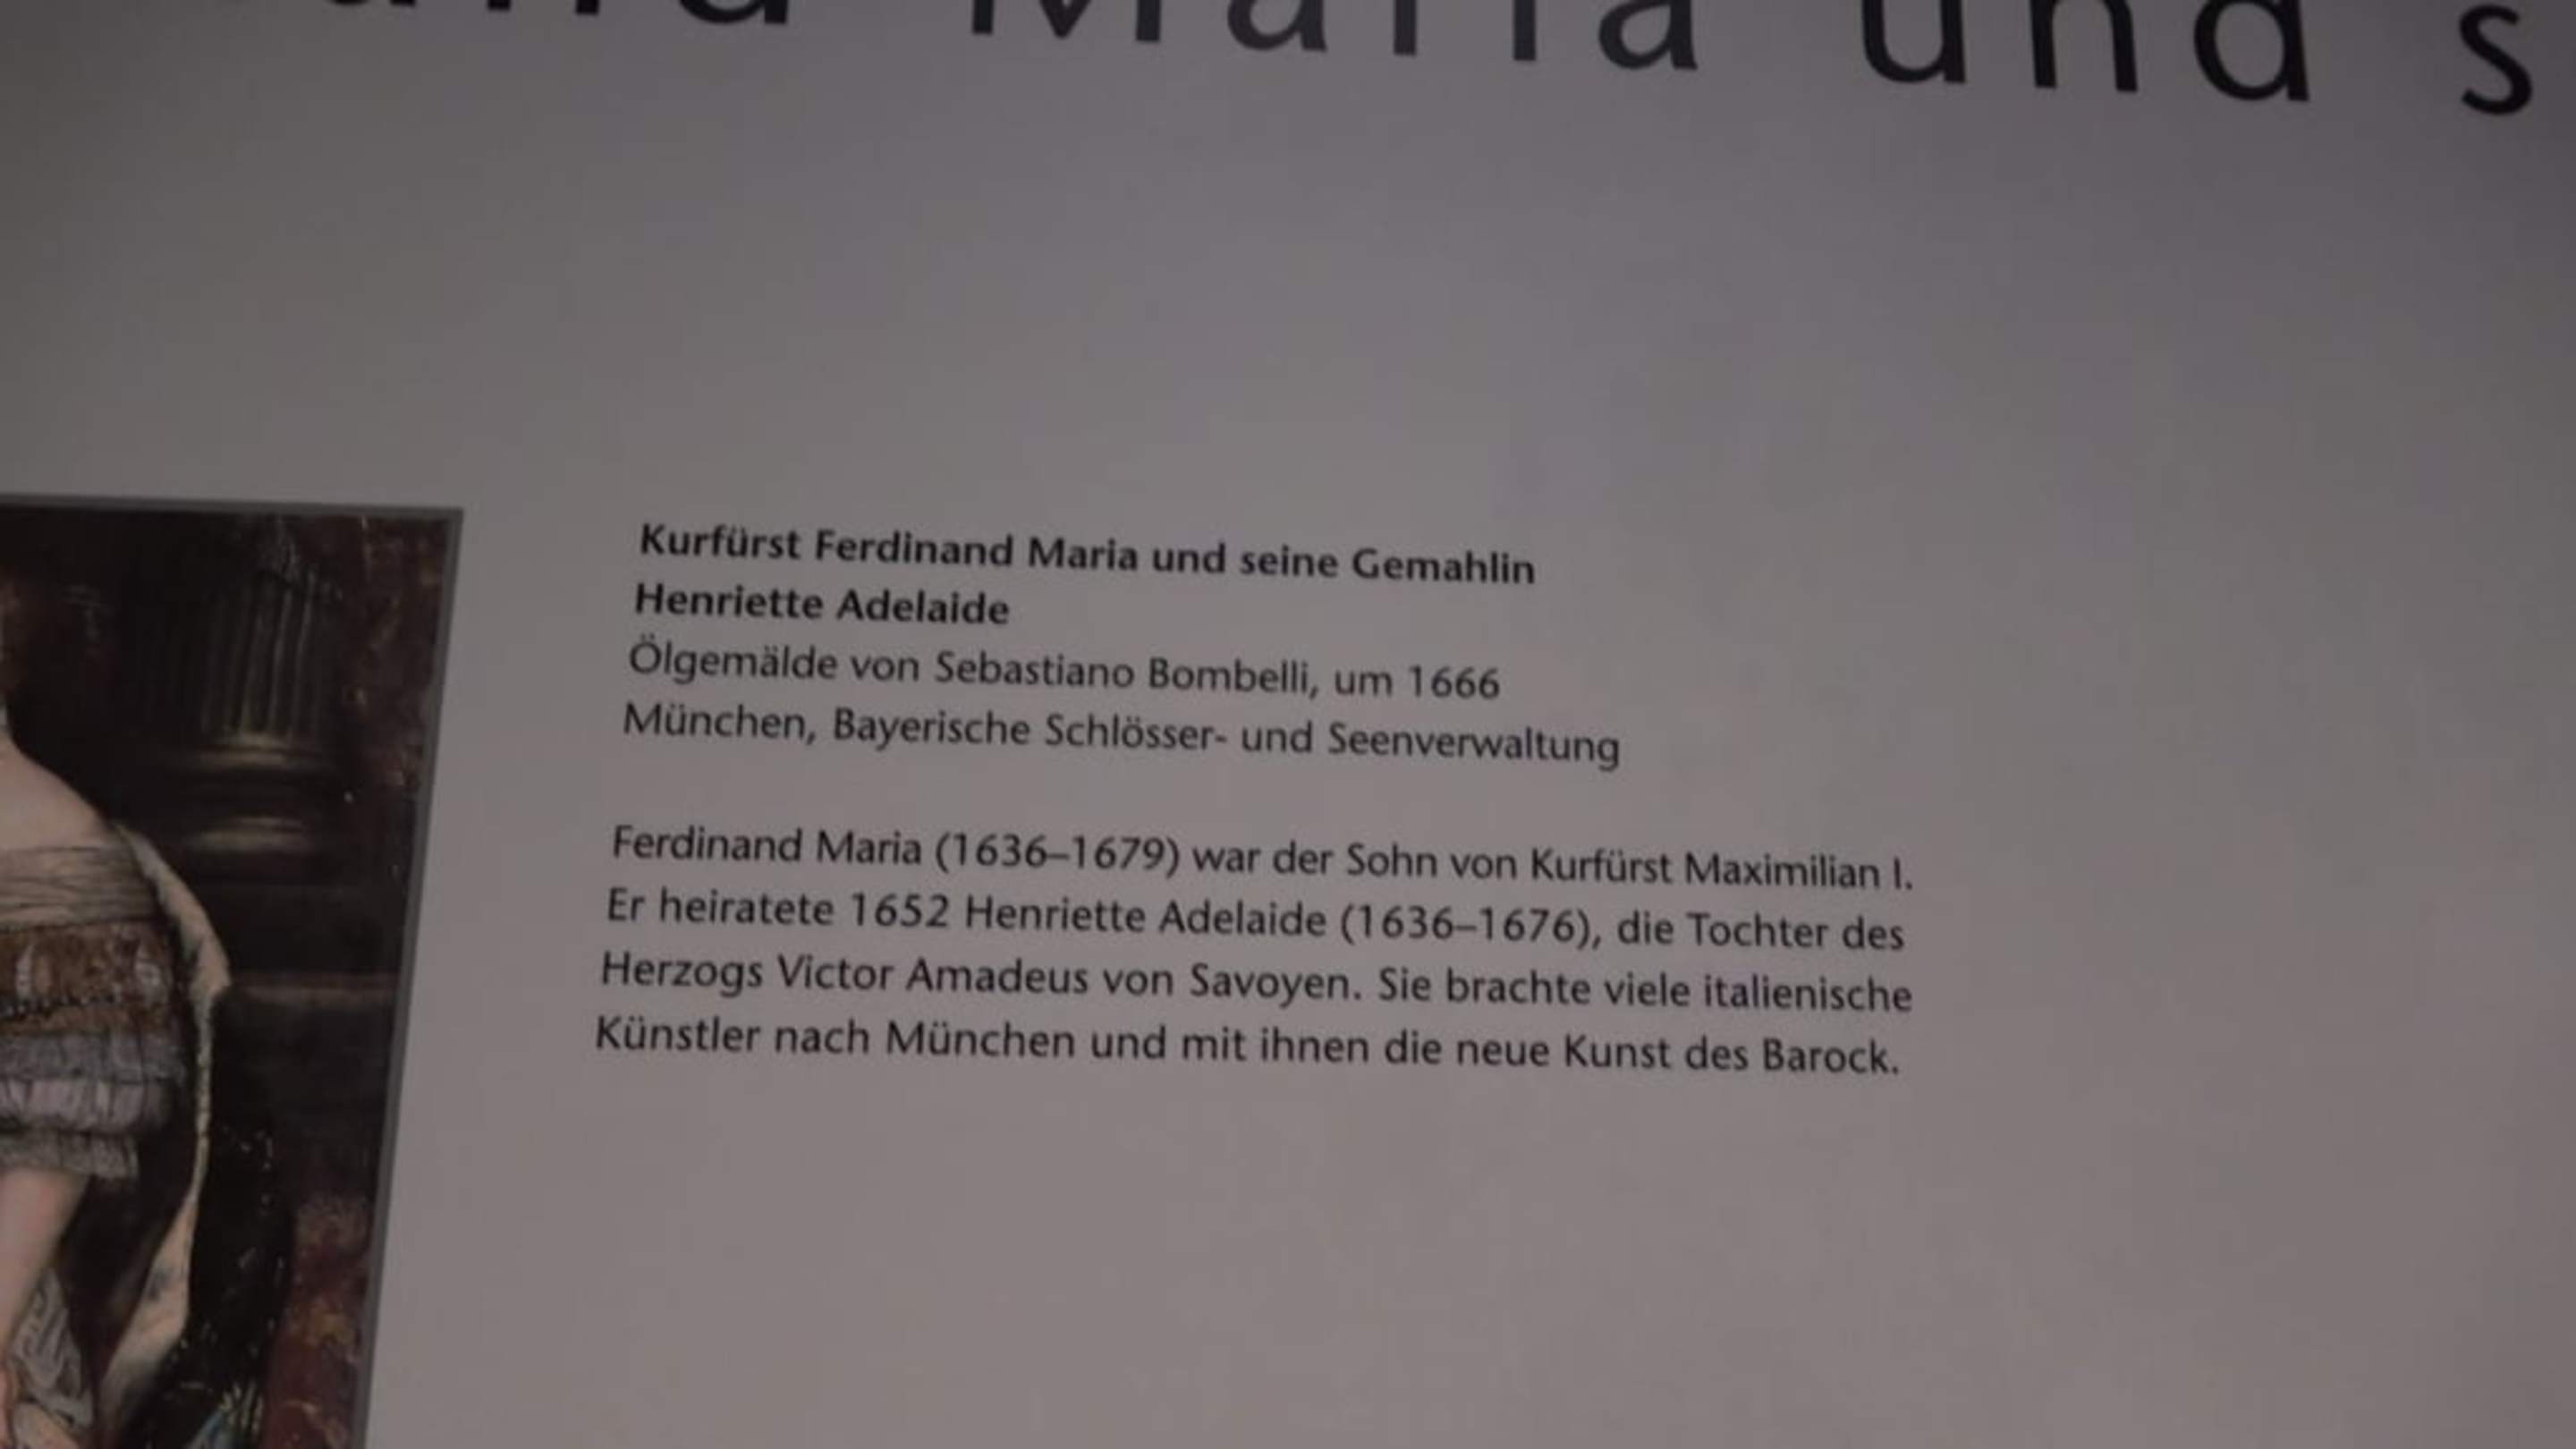 Maria und s
Kurfürst Ferdinand Maria und seine Gemahlin
Henriette Adelaide
Ölgemälde von Sebastiano Bombelli, um 1666
München, Bayerische Schlösser- und Seenverwaltung
Ferdinand Maria (1636–1679) war der Sohn von Kurfürst Maximilian I.
Er heiratete 1652 Henriette Adelaide (1636–1676), die Tochter des
Herzogs Victor Amadeus von Savoyen. Sie brachte viele italienische
Künstler nach München und mit ihnen die neue Kunst des Barock.